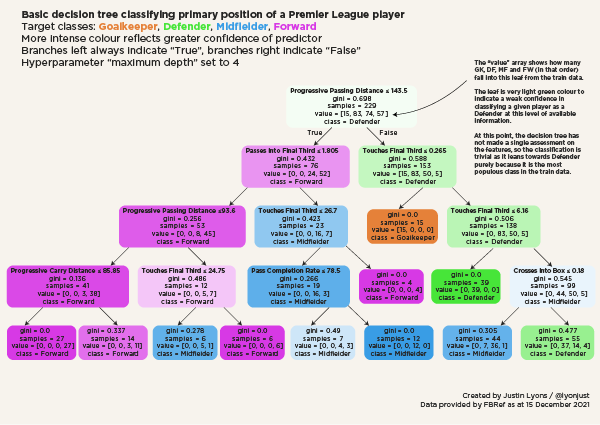 Basic decision tree classifying primary position of a Premier League player
Target classes: Goalkeeper, Defender, Midfielder, Forward
More intense colour reflects greater confidence of predictor
Branches left always indicate "True", branches right indicate "False"
Hyperparameter "maximum depth" set to 4
The "value" array shows how many
GK, DF, MF and FW (in that order)
fall into this leaf from the train data.
The leaf is very light green colour to
indicate a weak confidence in
classifying a given player as a
Defender at this level of available
information.
At this point, the decision tree has
not made a single assessment on
the features, so the classification is
trivial as it leans towards Defender
purely because it is the most
populous class in the train data.
Progressive Passing Distance ≤ 143.5
gini = 0.698
samples = 229
value = [15, 83, 74, 57]
class = Defender
True
False
Passes into Final Third ≤ 1.805
gini = 0.432
samples = 76
value = [0, 0, 24, 52]
class = Forward
Touches Final Third ≤ 0.265
gini = 0.588
samples = 153
value = [15, 83, 50, 5]
class = Defender
Progressive Passing Distance ≤93.6
gini = 0.256
samples = 53
value = [0, 0, 8, 45]
class = Forward
Touches Final Third ≤ 26.7
gini = 0.423
samples = 23
value = [0, 0, 16, 7]
class = Midfielder
gini = 0.0
samples = 15
value = [15, 0, 0, 0]
class = Goalkeeper
Touches Final Third ≤ 6.16
gini = 0.506
samples = 138
value = [0, 83, 50, 5]
class = Defender
Progressive Carry Distance ≤ 85.85
gini = 0.136
samples = 41
value = [0, 0, 3, 38]
class = Forward
Touches Final Third ≤ 24.75
gini = 0.486
samples = 12
value = [0, 0, 5, 7]
class = Forward
Pass Completion Rate ≤ 78.5
gini = 0.266
samples = 19
value = [0, 0, 16, 3]
class = Midfielder
gini = 0.0
samples = 4
value = [0, 0, 0, 4]
class = Forward
gini = 0.0
samples = 39
value = [0, 39, 0, 0]
class = Defender
Crosses into Box ≤ 0.18
gini = 0.545
samples = 99
value = [0, 44, 50, 5]
class = Midfielder
gini = 0.0
samples = 27
value = [0, 0, 0, 27]
class = Forward
gini = 0.337
samples = 14
value = [0, 0, 3, 11]
class = Forward
gini = 0.278
samples = 6
value = [0, 0, 5, 1]
class = Midfielder
gini = 0.0
samples = 6
value = [0, 0, 0, 6]
class = Forward
gini = 0.49
samples = 7
value = [0, 0, 4, 3]
class = Midfielder
gini = 0.0
samples = 12
value = [0, 0, 12, 0]
class = Midfielder
gini = 0.305
samples = 44
value = [0, 7, 36, 1]
class = Midfielder
gini = 0.477
samples = 55
value = [0, 37, 14, 4]
class = Defender
Created by Justin Lyons / @lyonjust
Data provided by FBRef as at 15 December 2021